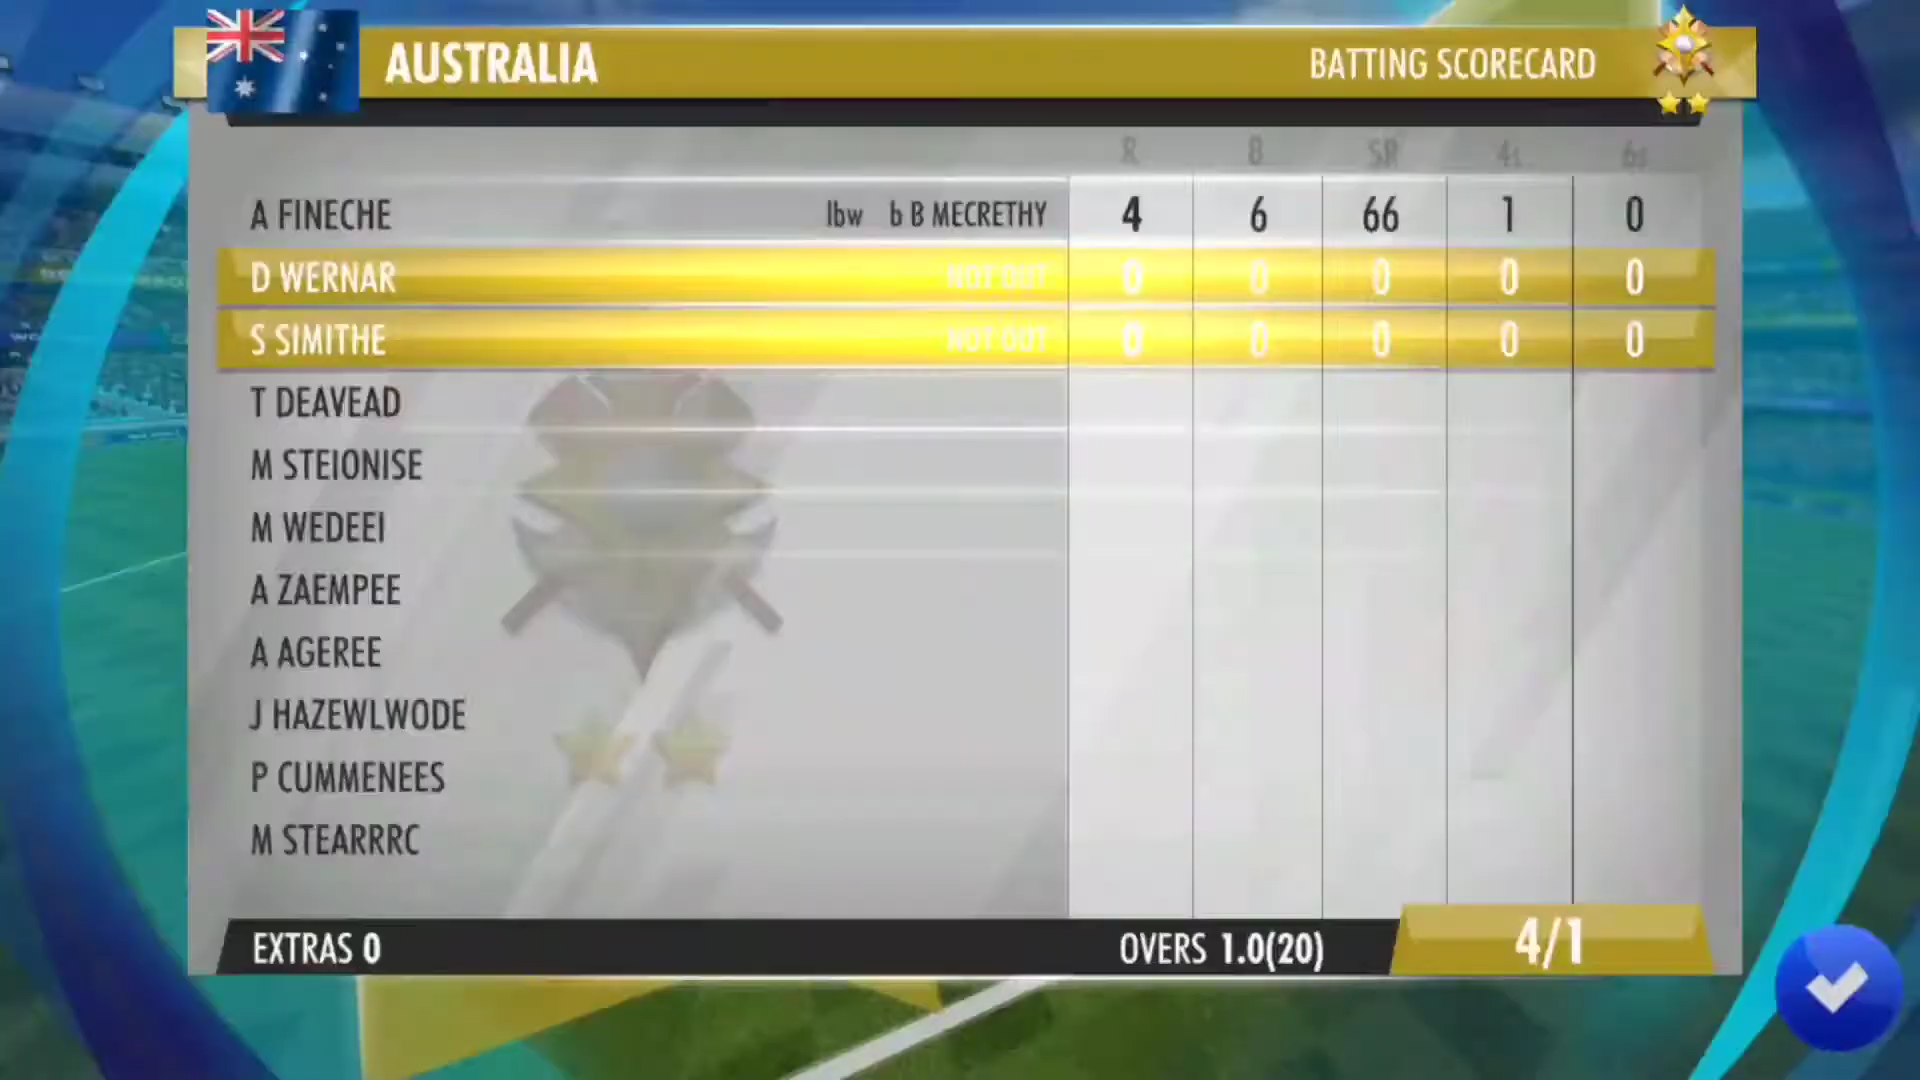 AUSTRALIA BATTING SCORECARD
R B SR 4s 6s
A FINECHE lbw b B MECRETHY 4 6 66 1 0
D WERNAR NOT OUT 0 0 0 0 0
S SIMITHE NOT OUT 0 0 0 0 0
T DEAVEAD
M STEIONISE
M WEDEEI
A ZAEMPEE
A AGEREE
J HAZEWLWODE
P CUMMENEES
M STEARRRC
EXTRAS 0 OVERS 1.0(20) 4/1